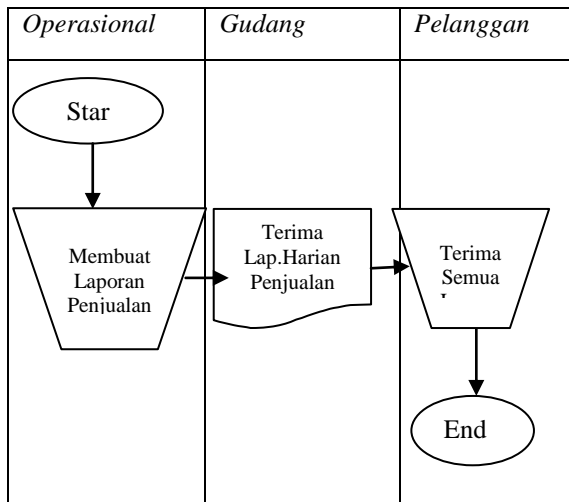 Operasional
Gudang
Pelanggan
Star
Membuat
Laporan
Penjualan
Terima
Lap.Harian
Penjualan
Terima
Semua
End